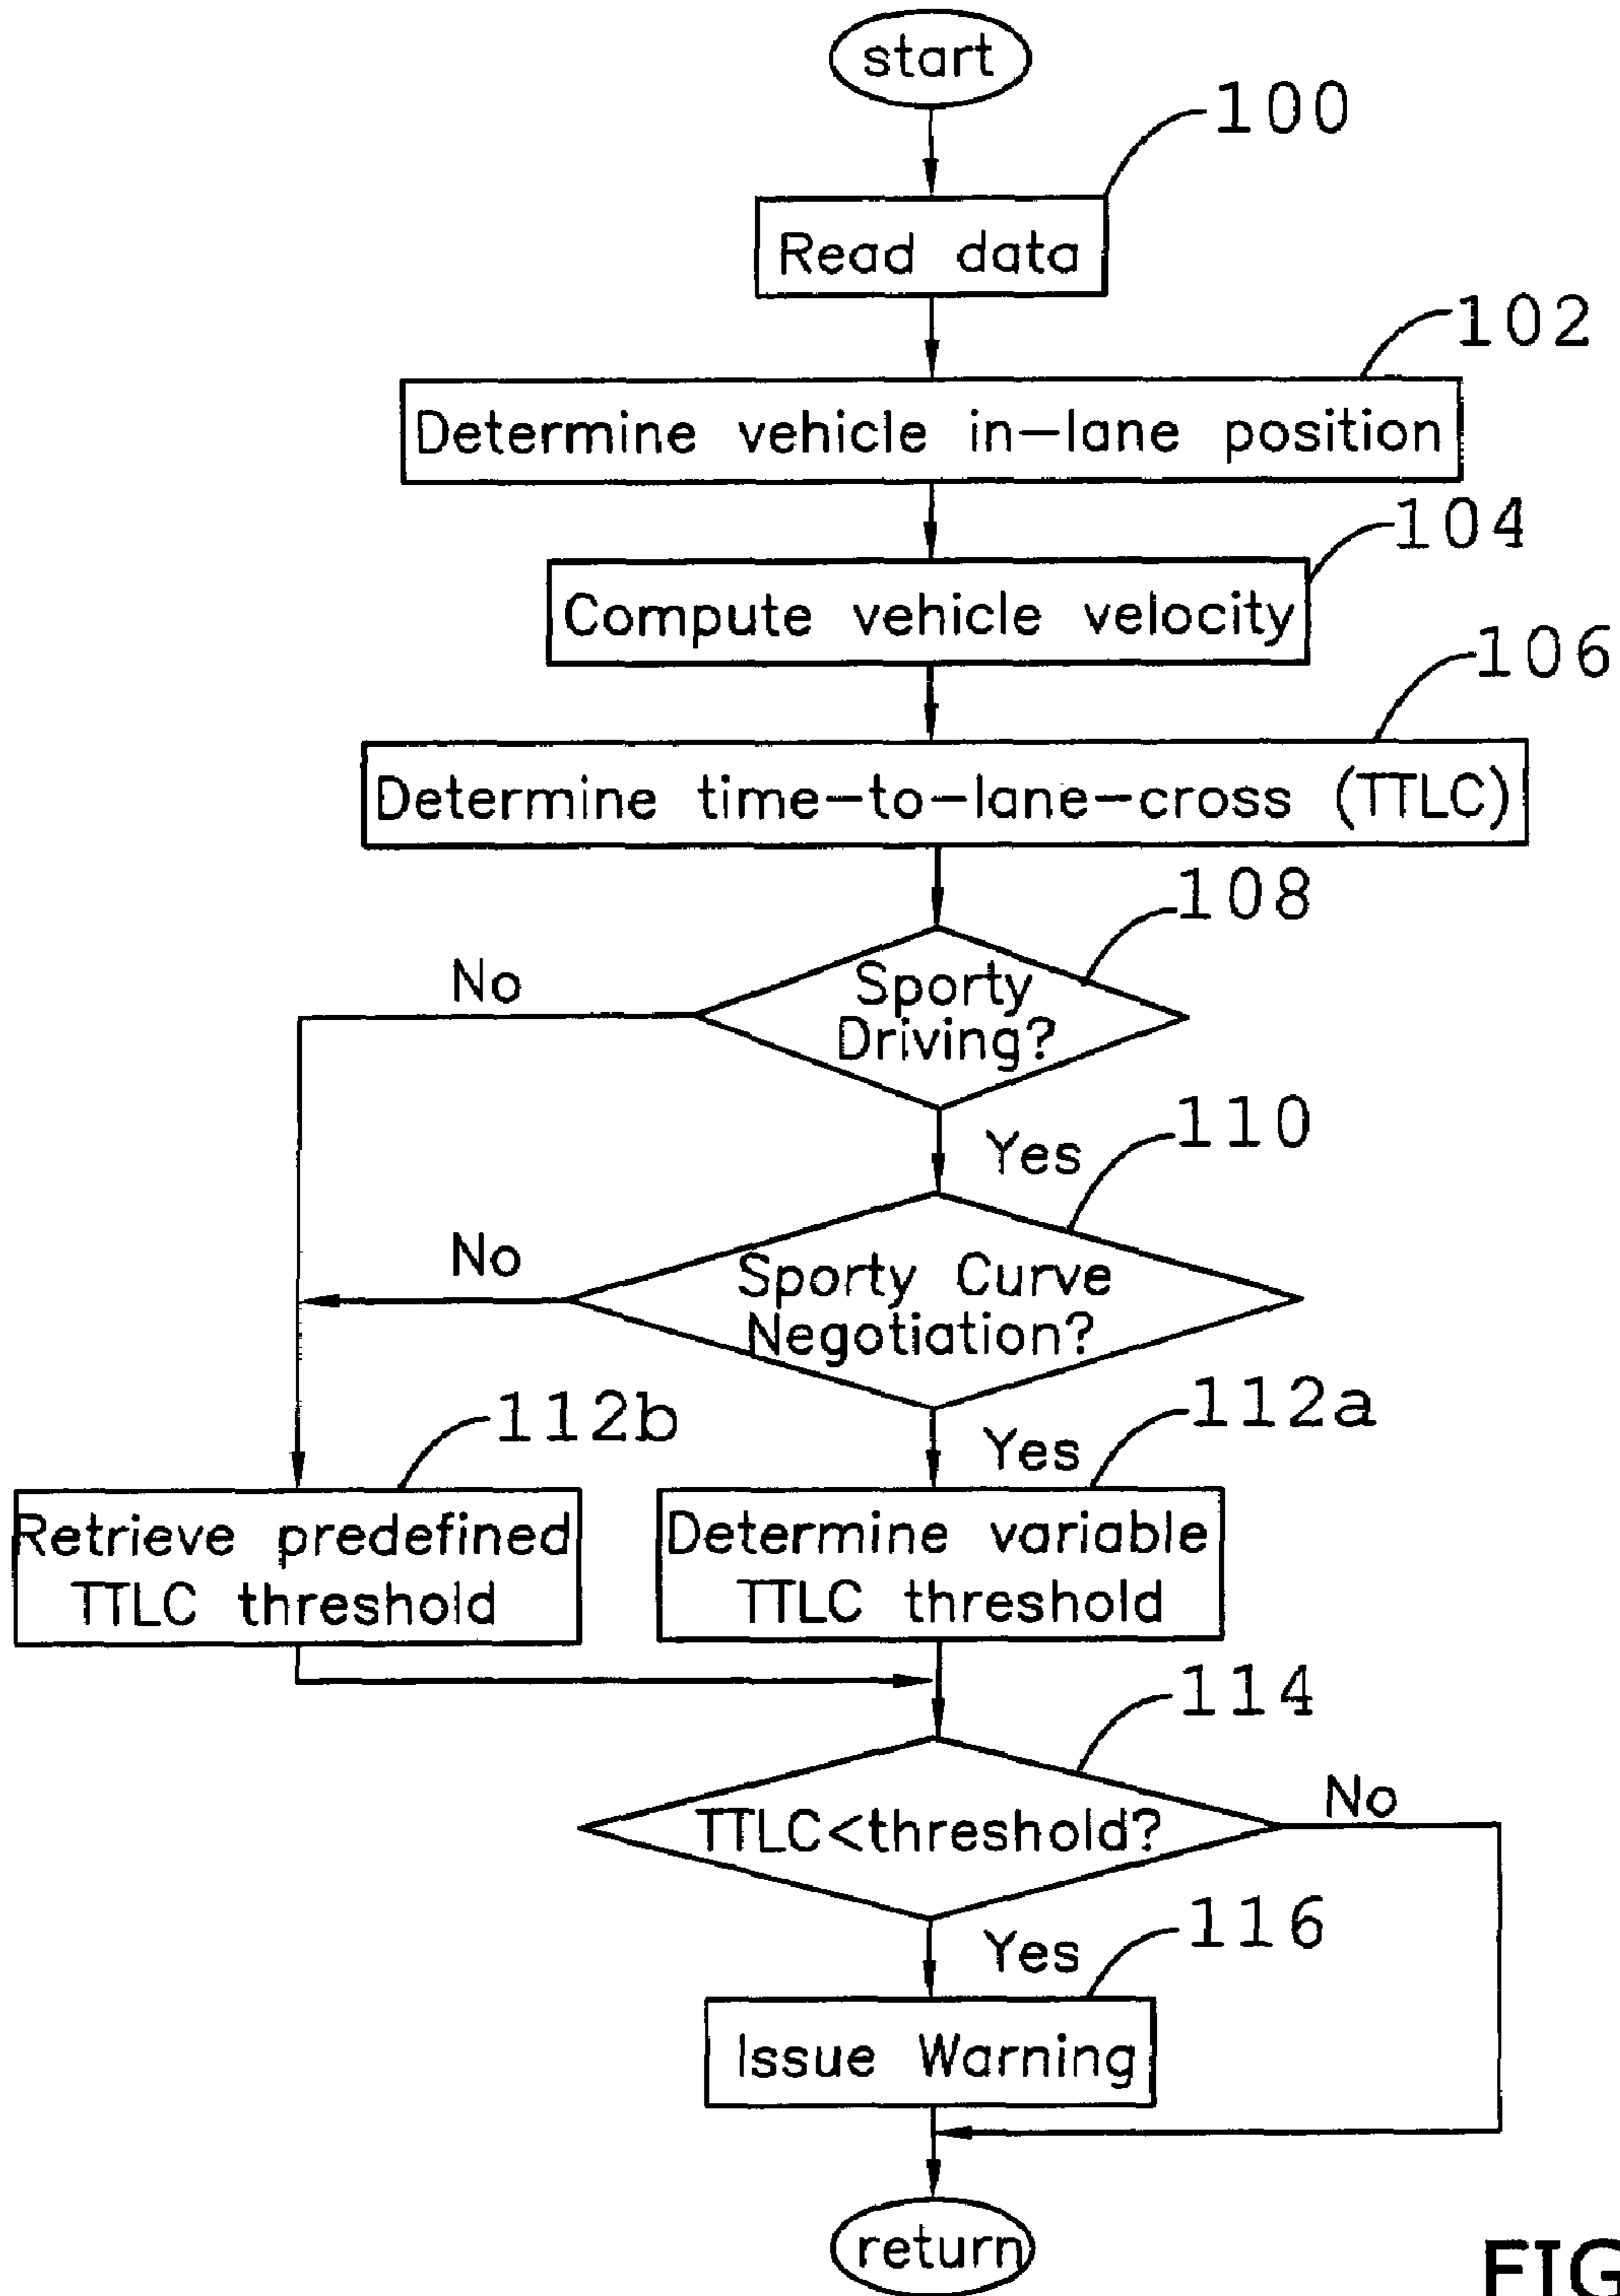 start
100
Read data
102
Determine vehicle in-lane position
104
Compute vehicle velocity
106
Determine time-to-lane-cross (TTLC)
108
No
Sporty
Driving?
110
Yes
No
Sporty Curve
Negotiation?
112b
112a
Yes
Retrieve predefined
TTLC threshold
Determine variable
TTLC threshold
114
No
TTLC<threshold?
116
Yes
Issue Warning
return
FIG